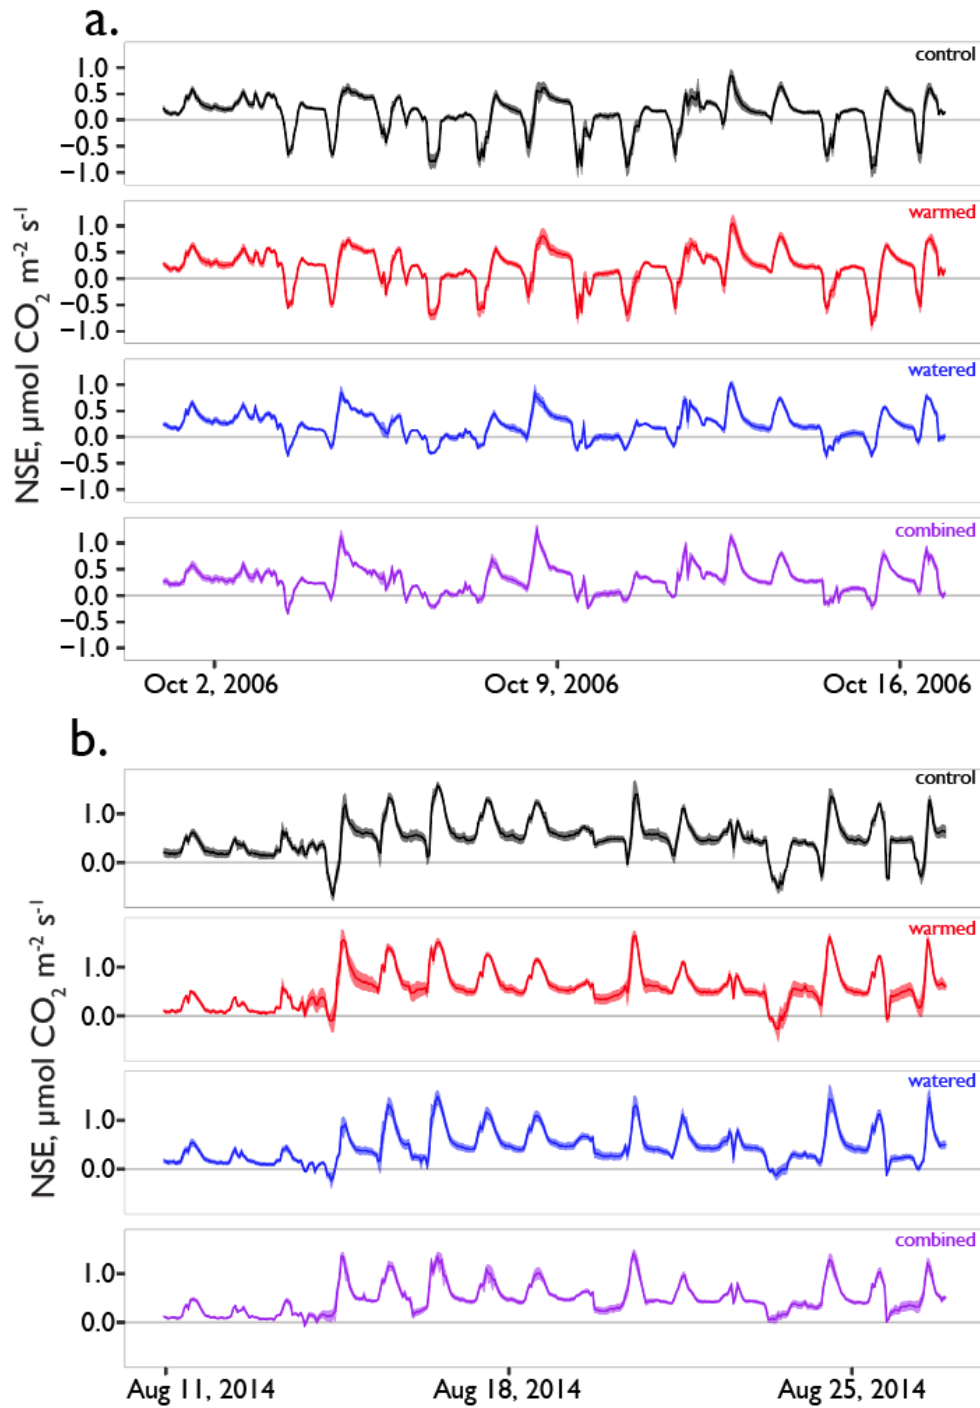 a.
control
1.0
0.5
0.0
−0.5
−1.0
warmed
1.0
0.5
0.0
−0.5
−1.0
watered
1.0
0.5
0.0
−0.5
−1.0
combined
1.0
0.5
0.0
−0.5
−1.0
NSE, μmol CO2 m-2 s-1
Oct 2, 2006 Oct 9, 2006 Oct 16, 2006
b.
control
1.0
0.0
warmed
1.0
0.0
watered
1.0
0.0
combined
1.0
0.0
NSE, μmol CO2 m-2 s-1
Aug 11, 2014 Aug 18, 2014 Aug 25, 2014